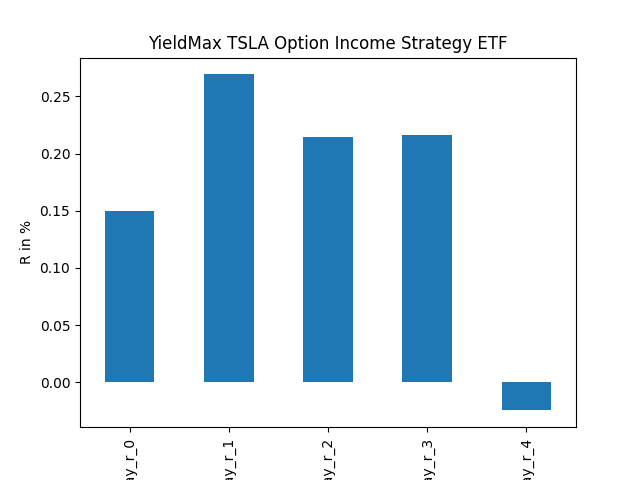 YieldMax TSLA Option Income Strategy ETF
R in %
0.25
0.20
0.15
0.10
0.05
0.00
ay_r_0
ay_r_1
ay_r_2
ay_r_3
ay_r_4